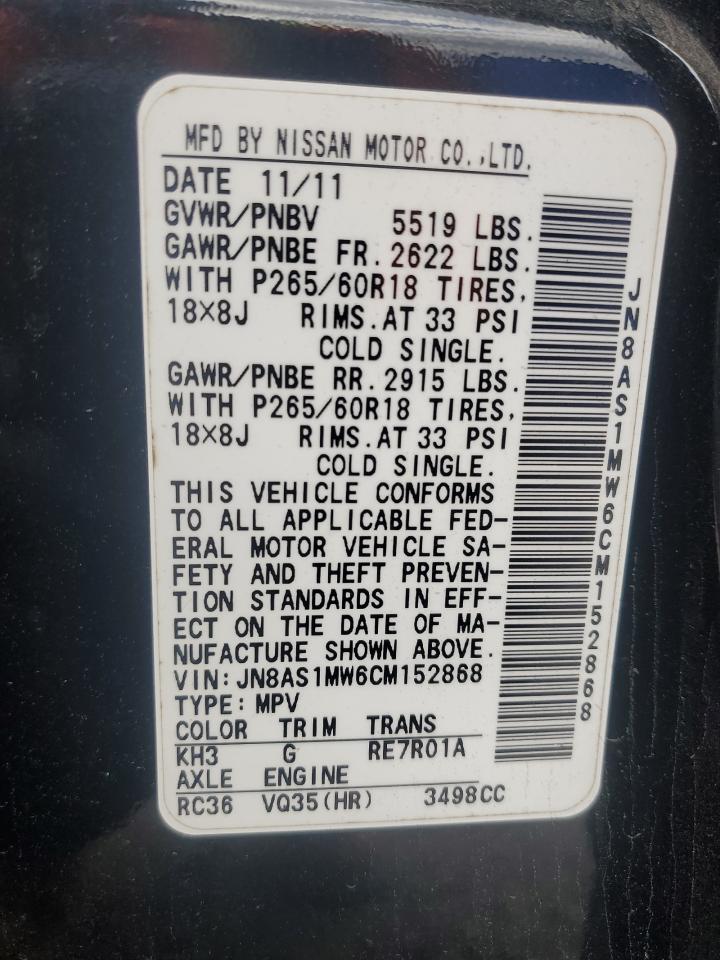 MFD BY NISSAN MOTOR CO.,LTD.
DATE 11/11
GVWR/PNBV 5519 LBS.
GAWR/PNBE FR.2622 LBS.
WITH P265/60R18 TIRES,
18X8J RIMS.AT 33 PSI
COLD SINGLE.
GAWR/PNBE RR.2915 LBS.
WITH P265/60R18 TIRES,
18X8J RIMS.AT 33 PSI
COLD SINGLE.
THIS VEHICLE CONFORMS
TO ALL APPLICABLE FED-
ERAL MOTOR VEHICLE SA-
FETY AND THEFT PREVEN-
TION STANDARDS IN EFF-
ECT ON THE DATE OF MA-
NUFACTURE SHOWN ABOVE.
VIN:JN8AS1MW6CM152868
TYPE:MPV
COLOR TRIM TRANS
KH3 G RE7R01A
AXLE ENGINE
RC36 VQ35(HR) 3498CC
JN8AS1MW6CM152868